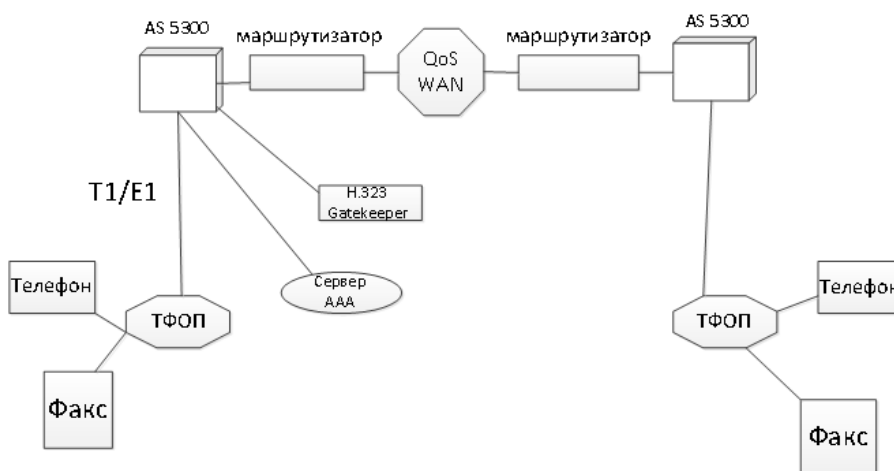 AS 5300
маршрутизатор
QoS
WAN
маршрутизатор
AS 5300
T1/E1
H.323
Gatekeeper
Сервер
ААА
Телефон
ТФОП
Факс
ТФОП
Телефон
Факс